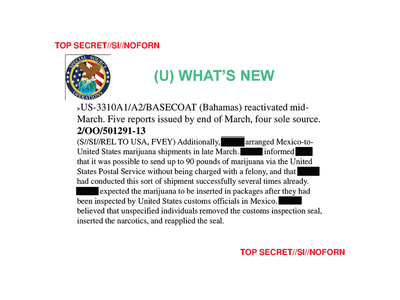 TOP SECRET//SI//NOFORN
(U) WHAT'S NEW
➢US-3310A1/A2/BASECOAT (Bahamas) reactivated mid-
March. Five reports issued by end of March, four sole source.
2/OO/501291-13
(S//SI//REL TO USA, FVEY) Additionally, arranged Mexico-to-
United States marijuana shipments in late March. informed
that it was possible to send up to 90 pounds of marijuana via the United
States Postal Service without being charged with a felony, and that
had conducted this sort of shipment successfully several times already.
expected the marijuana to be inserted in packages after they had
been inspected by United States customs officials in Mexico.
believed that unspecified individuals removed the customs inspection seal,
inserted the narcotics, and reapplied the seal.
TOP SECRET//SI//NOFORN